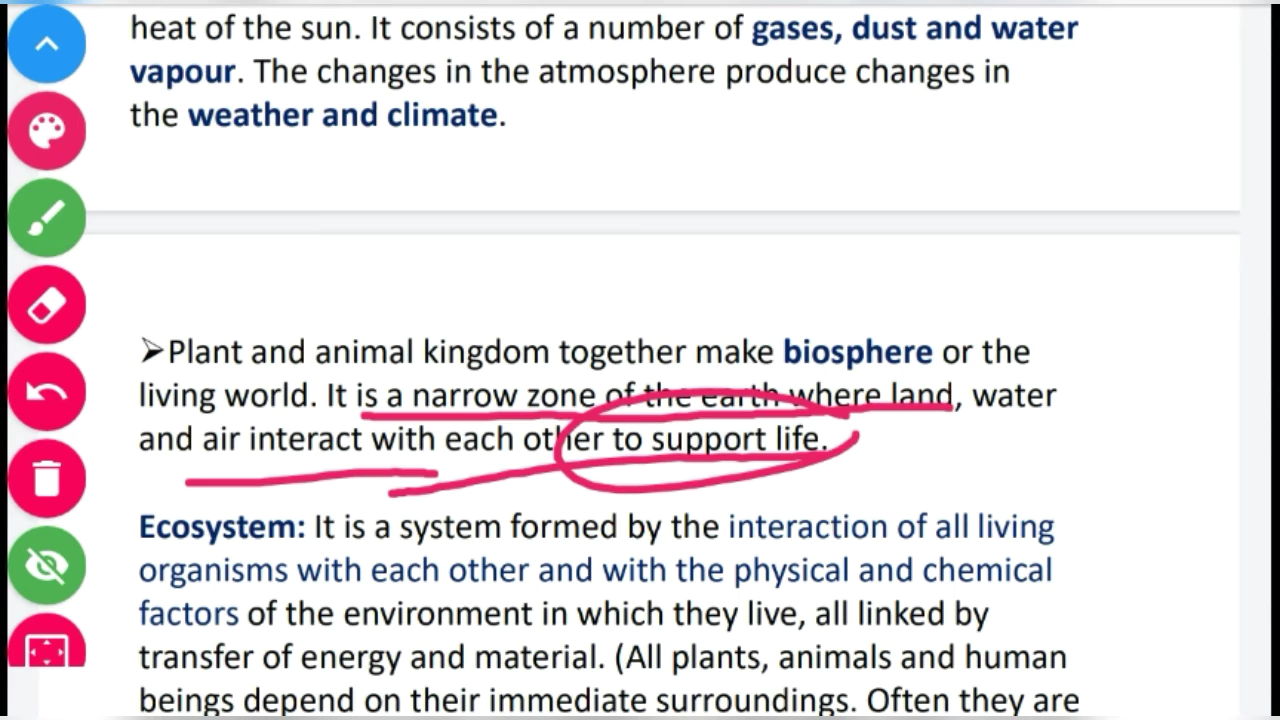 heat of the sun. It consists of a number of gases, dust and water
vapour. The changes in the atmosphere produce changes in
the weather and climate.
➢Plant and animal kingdom together make biosphere or the
living world. It is a narrow zone of the earth where land, water
and air interact with each other to support life.
Ecosystem: It is a system formed by the interaction of all living
organisms with each other and with the physical and chemical
factors of the environment in which they live, all linked by
transfer of energy and material. (All plants, animals and human
beings depend on their immediate surroundings. Often they are